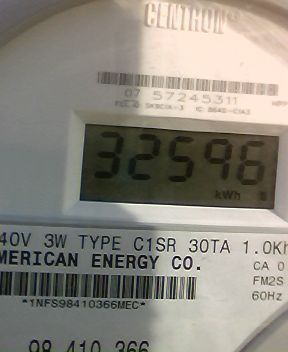 CENTRON
07 57245311
32596
kWh
40V 3W TYPE C1SR 30TA 1.0Kh
MERICAN ENERGY CO.
CA 0
FM2S
60Hz
*1NFS98410366MEC*
98 410 366